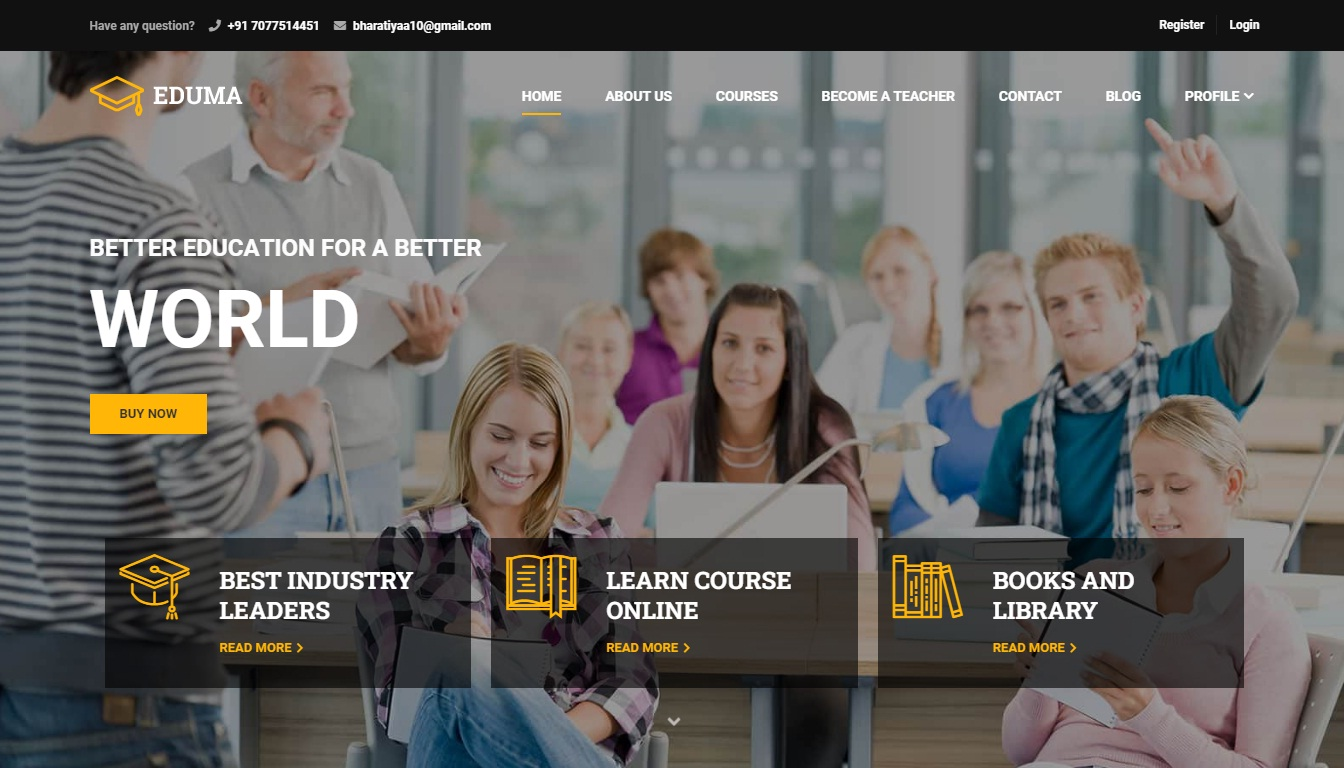 Have any question? +91 7077514451 bharatiyaa10@gmail.com Register Login
EDUMA HOME ABOUT US COURSES BECOME A TEACHER CONTACT BLOG PROFILE
BETTER EDUCATION FOR A BETTER
WORLD
BUY NOW
BEST INDUSTRY
LEADERS
READ MORE
LEARN COURSE
ONLINE
READ MORE
BOOKS AND
LIBRARY
READ MORE